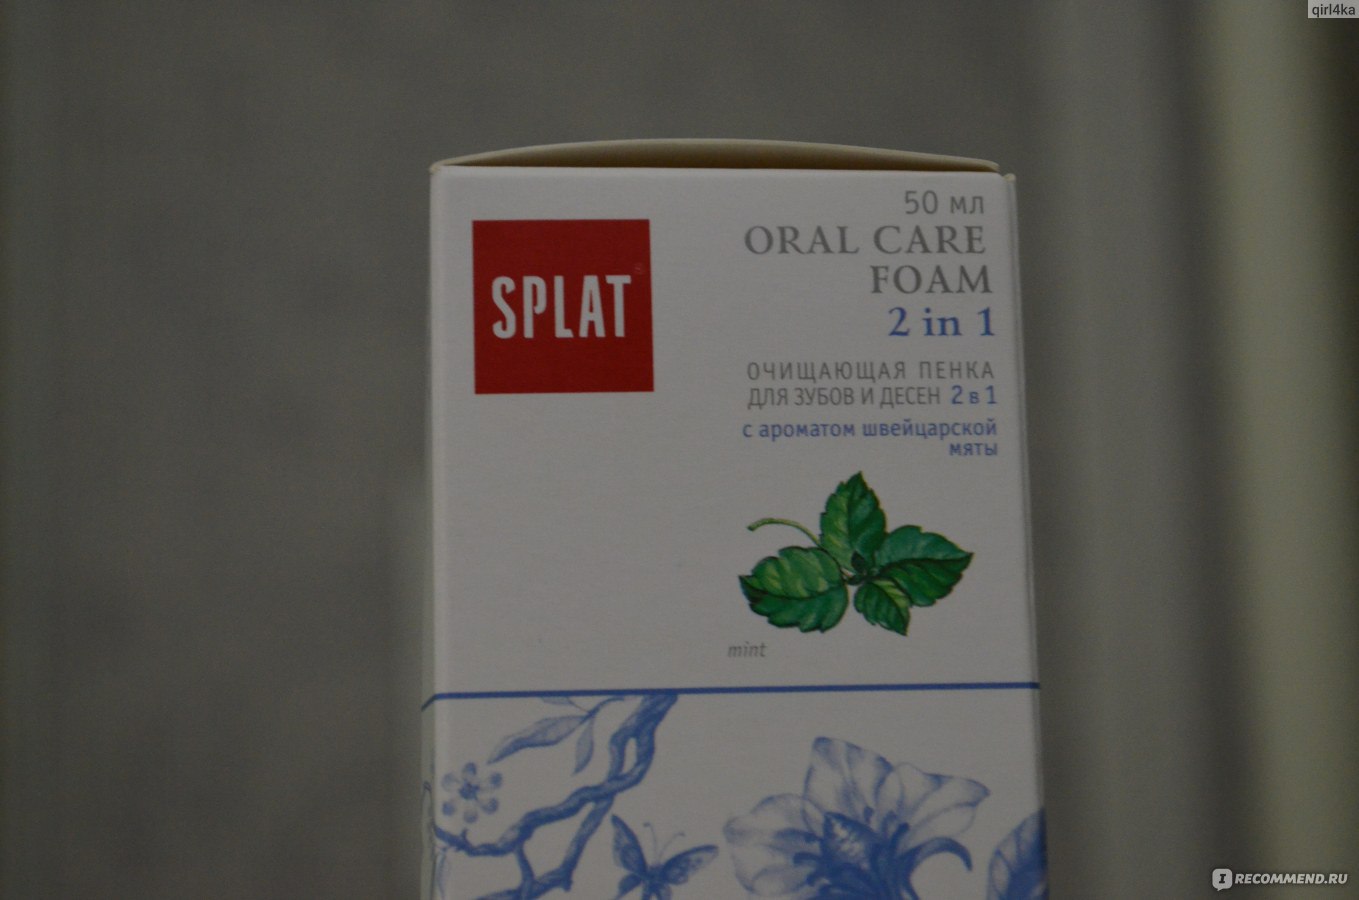 qirl4ka
50 мл
ORAL CARE
FOAM
2 in 1
SPLAT
ОЧИЩАЮЩАЯ ПЕНКА
ДЛЯ ЗУБОВ И ДЕСЕН 2 в 1
с ароматом швейцарской
мяты
mint
IRECOMMEND.RU